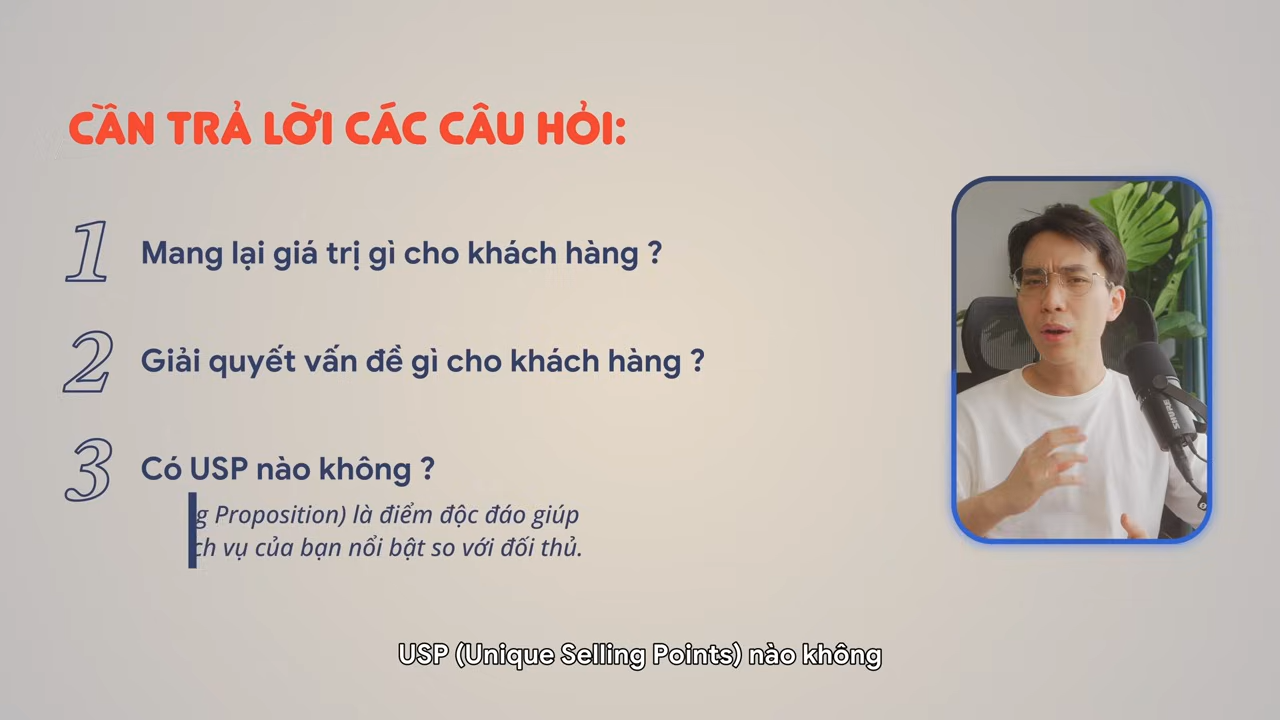 CẦN TRẢ LỜI CÁC CÂU HỎI:
1 Mang lại giá trị gì cho khách hàng ?
2 Giải quyết vấn đề gì cho khách hàng ?
3 Có USP nào không ?
g Proposition) là điểm độc đáo giúp
ch vụ của bạn nổi bật so với đối thủ.
SHURE
USP (Unique Selling Points) nào không